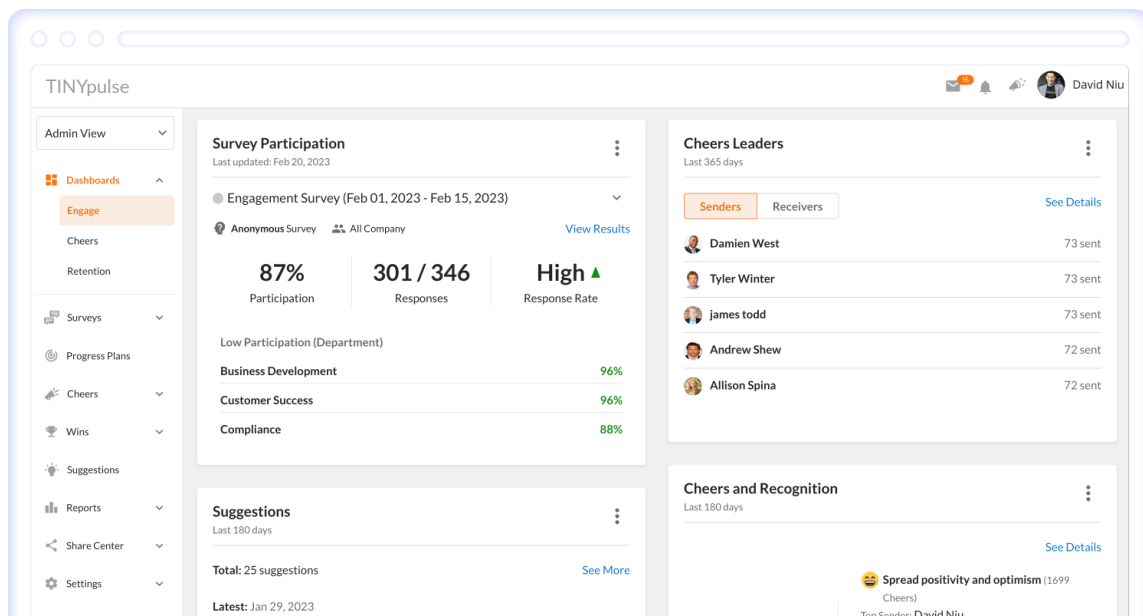 TINYpulse
16
David Niu
Admin View
Dashboards
Engage
Cheers
Retention
Surveys
Progress Plans
Cheers
Wins
Suggestions
Reports
Share Center
Settings
Survey Participation
Last updated: Feb 20, 2023
Engagement Survey (Feb 01, 2023 - Feb 15, 2023)
Anonymous Survey All Company View Results
87% 301 / 346 High
Participation Responses Response Rate
Low Participation (Department)
Business Development 96%
Customer Success 96%
Compliance 88%
Suggestions
Last 180 days
Total: 25 suggestions See More
Latest: Jan 29, 2023
Cheers Leaders
Last 365 days
Senders Receivers See Details
Damien West 73 sent
Tyler Winter 73 sent
james todd 73 sent
Andrew Shew 72 sent
Allison Spina 72 sent
Cheers and Recognition
Last 180 days
See Details
Spread positivity and optimism (1699
Cheers)
Top Sender: David Niu